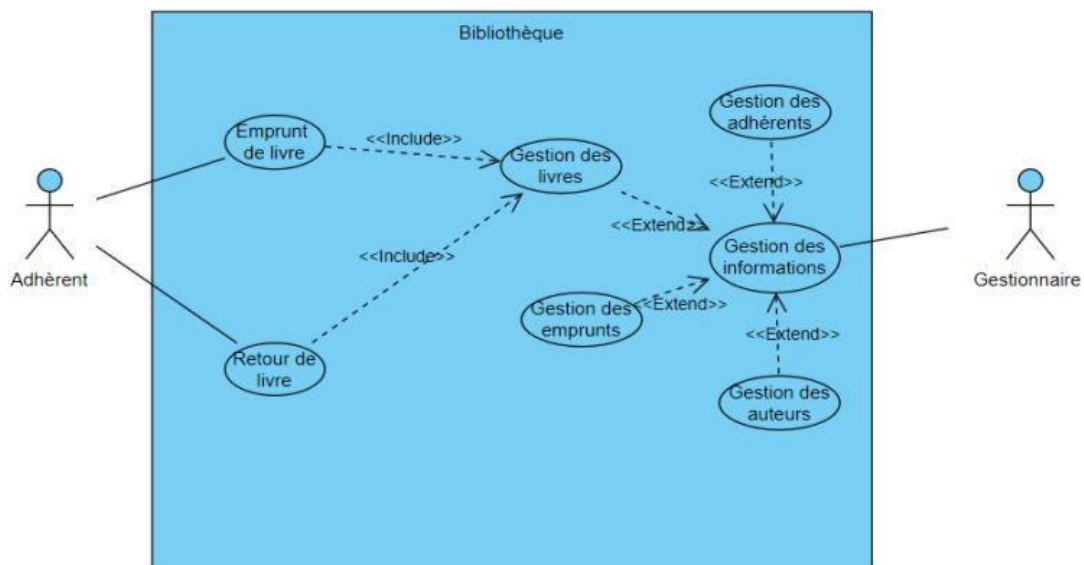 Bibliothèque
Emprunt
de livre
<<Include>>
Gestion des
livres
Gestion des
adhérents
<<Extend>>
<<Extend>>
Adhèrent
<<Include>>
Gestion des
informations
Gestionnaire
Gestion des
emprunts
<<Extend>>
<<Extend>>
Retour de
livre
Gestion des
auteurs